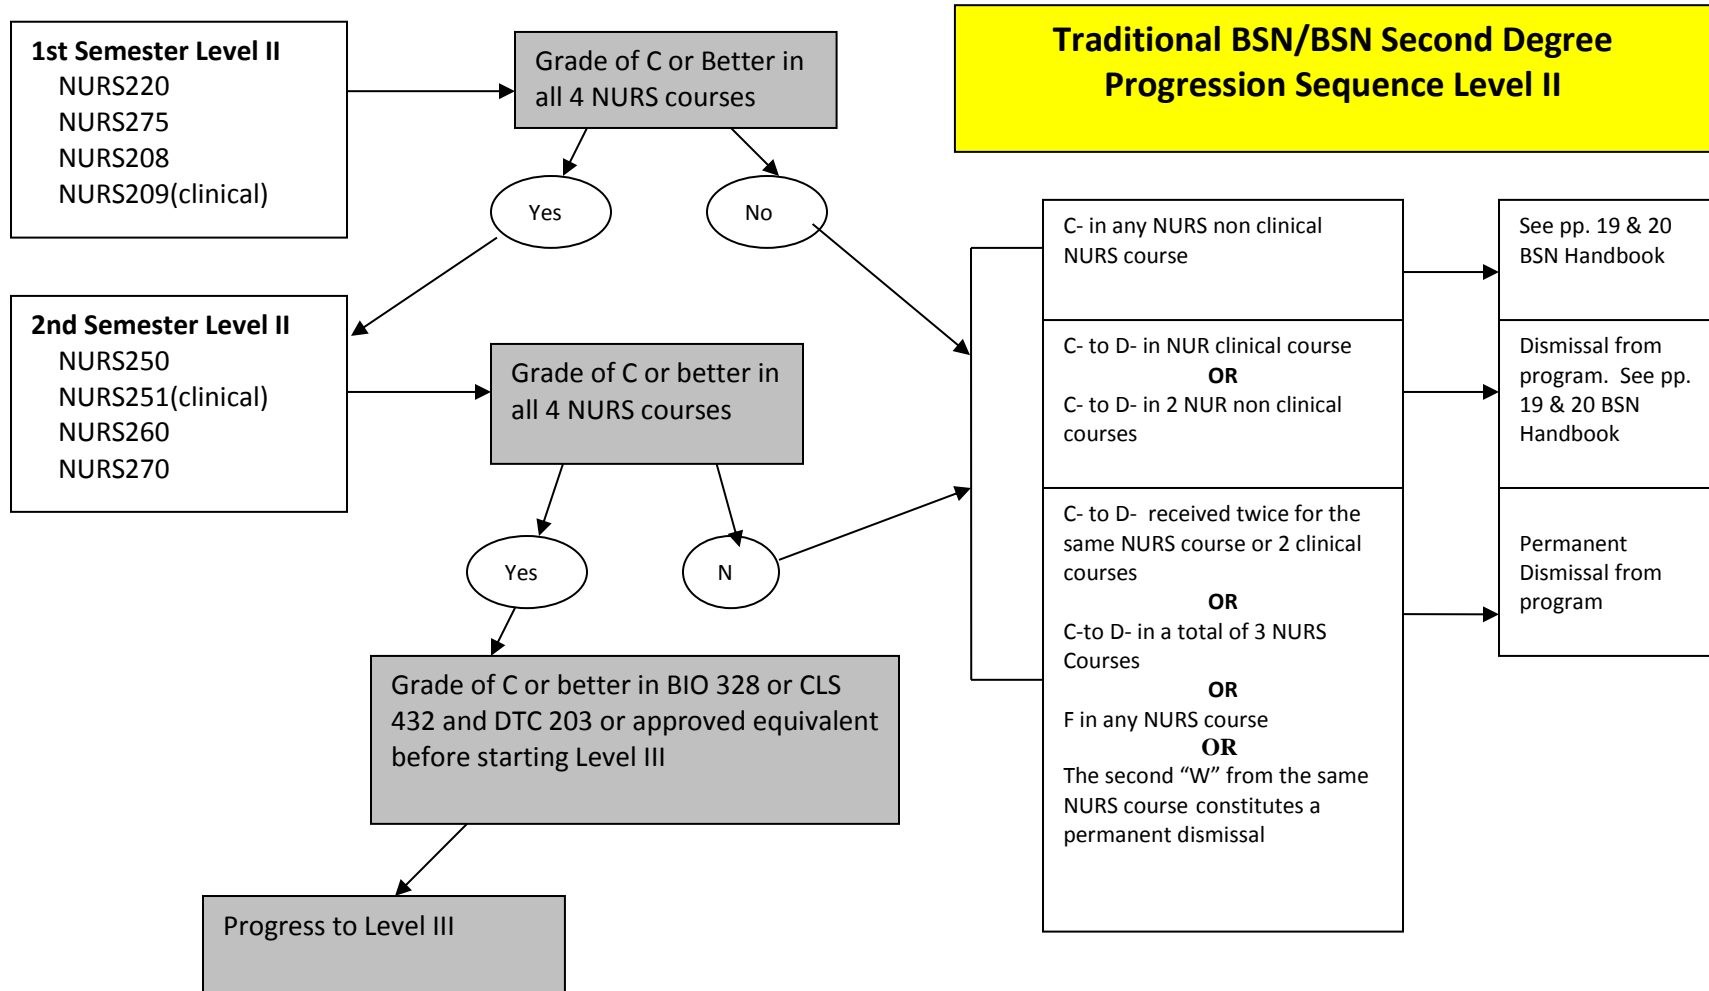 Traditional BSN/BSN Second Degree
Progression Sequence Level II
1st Semester Level II
NURS220
NURS275
NURS208
NURS209(clinical)
Grade of C or Better in
all 4 NURS courses
Yes
No
2nd Semester Level II
NURS250
NURS251(clinical)
NURS260
NURS270
Grade of C or better in
all 4 NURS courses
Yes
N
Grade of C or better in BIO 328 or CLS
432 and DTC 203 or approved equivalent
before starting Level III
Progress to Level III
C- in any NURS non clinical
NURS course
See pp. 19 & 20
BSN Handbook
C- to D- in NUR clinical course
OR
C- to D- in 2 NUR non clinical
courses
Dismissal from
program.  See pp.
19 & 20 BSN
Handbook
C- to D-  received twice for the
same NURS course or 2 clinical
courses
OR
C-to D- in a total of 3 NURS
Courses
OR
F in any NURS course
OR
The second “W” from the same
NURS course constitutes a
permanent dismissal
Permanent
Dismissal from
program